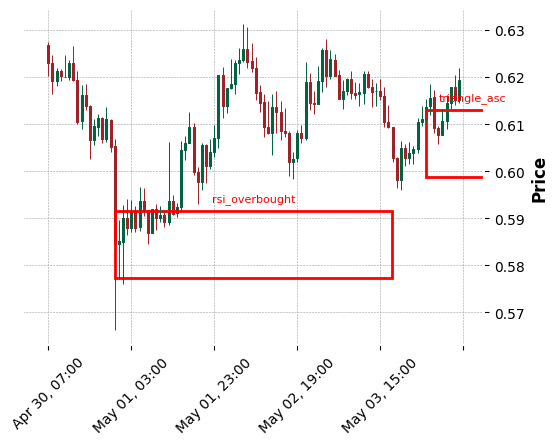 0.63
0.62
triangle_asc
0.61
0.60
Price
rsi_overbought
0.59
0.58
0.57
Apr 30, 07:00
May 01, 03:00
May 01, 23:00
May 02, 19:00
May 03, 15:00